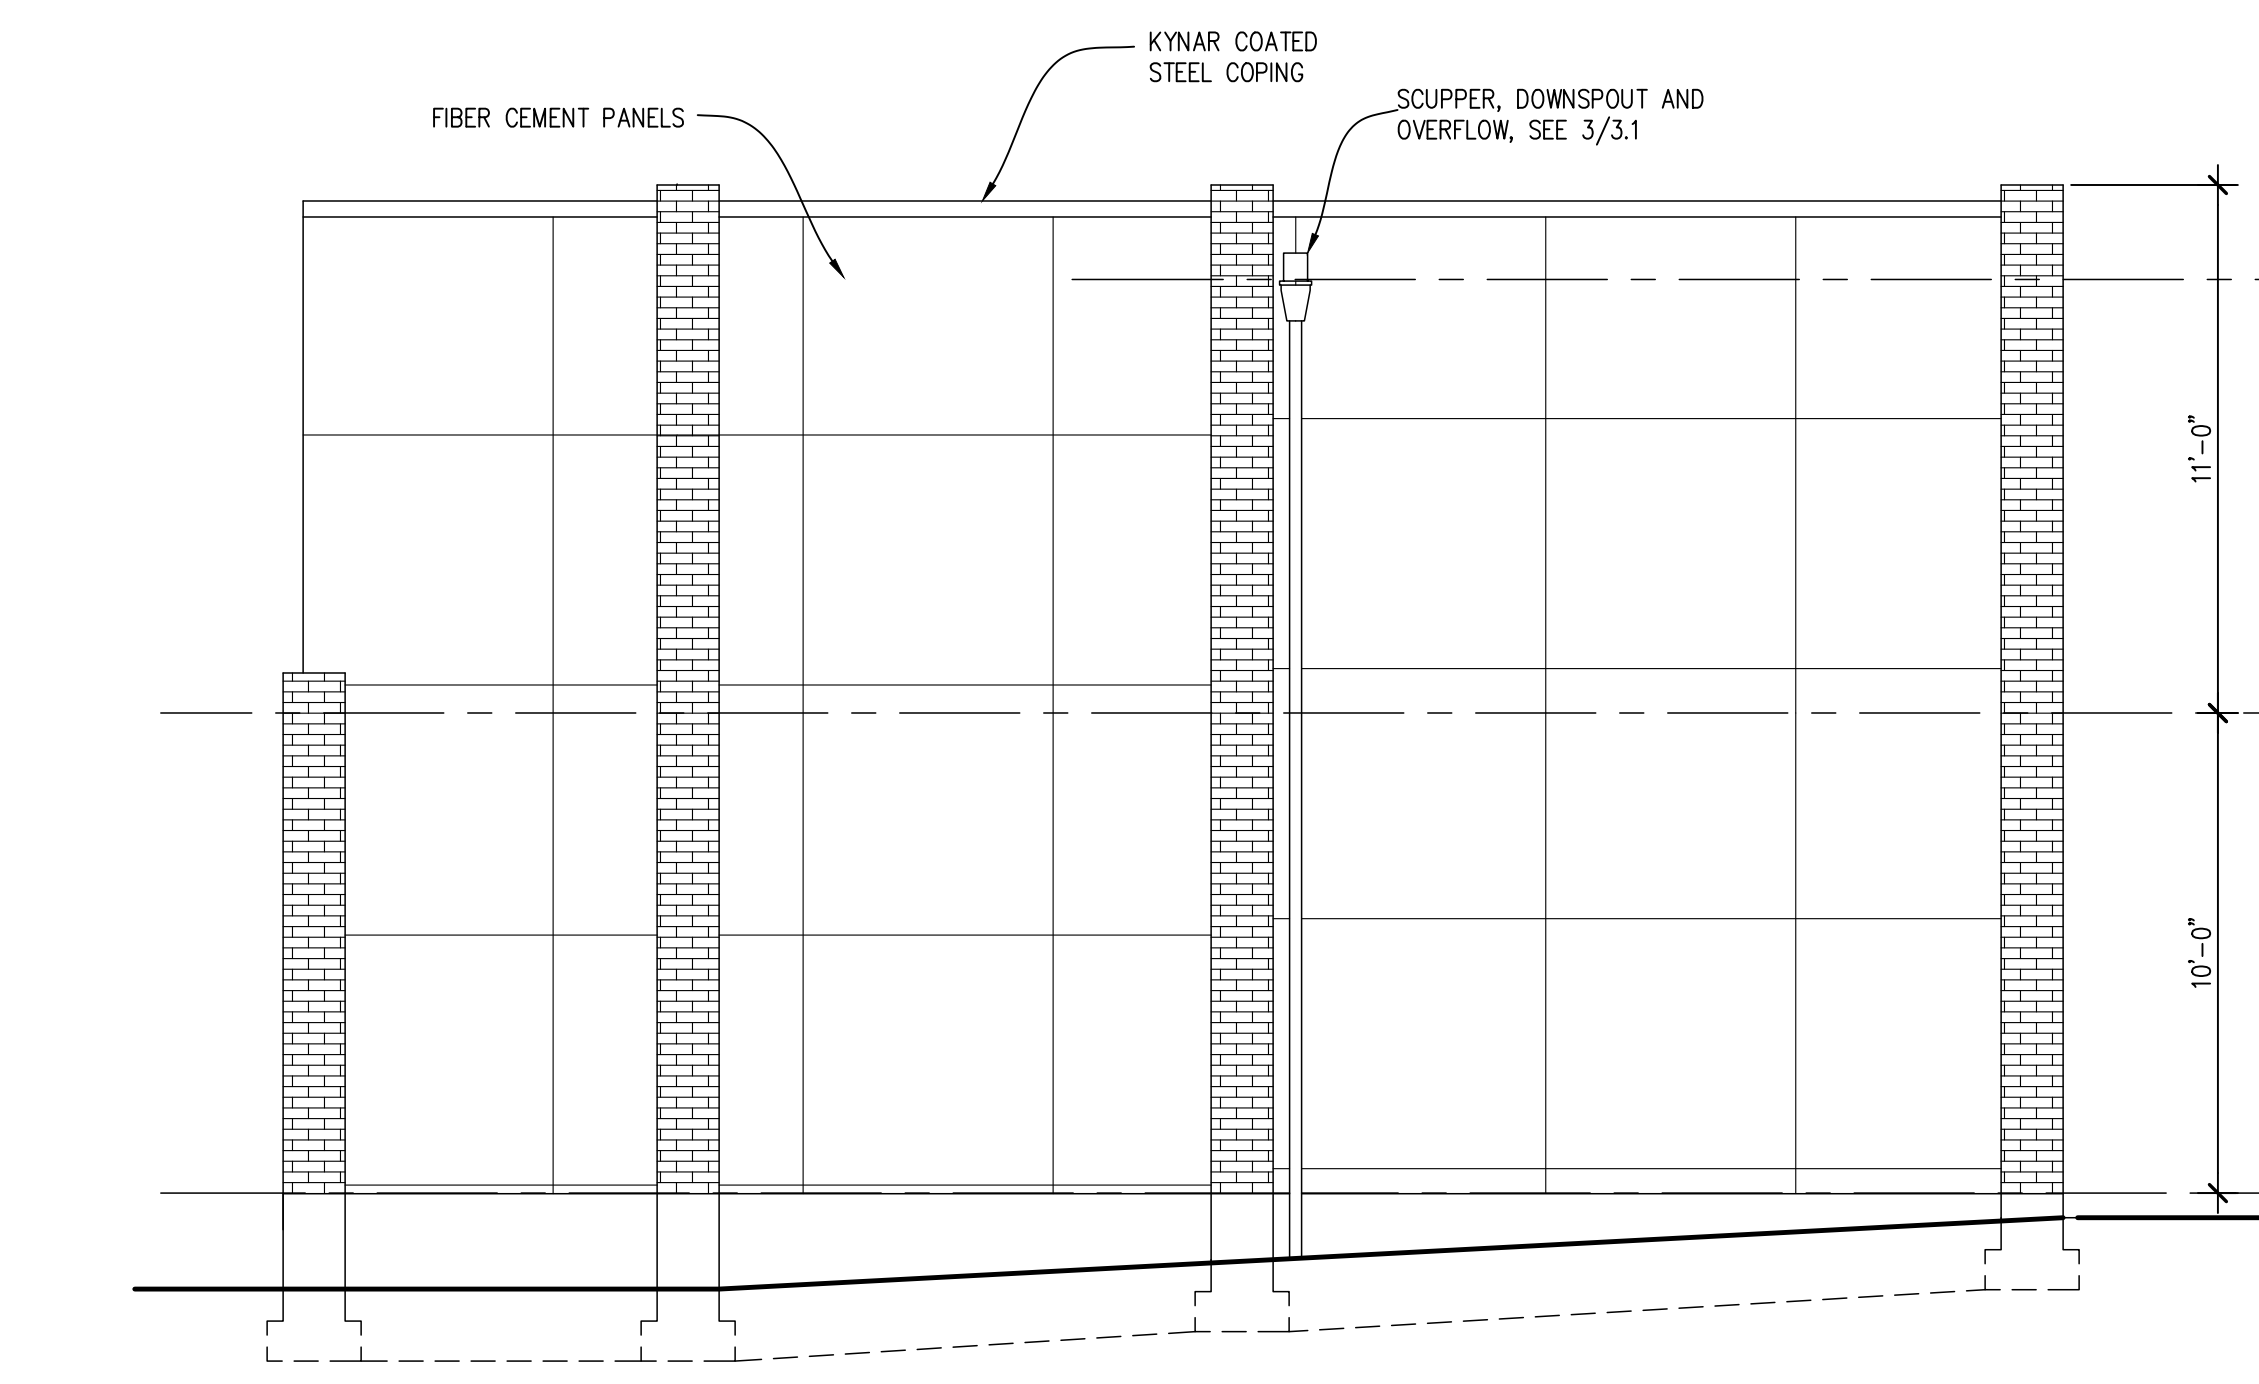 KYNAR COATED
STEEL COPING
SCUPPER, DOWNSPOUT AND
OVERFLOW, SEE 3/3.1
FIBER CEMENT PANELS
11'-0"
10'-0"